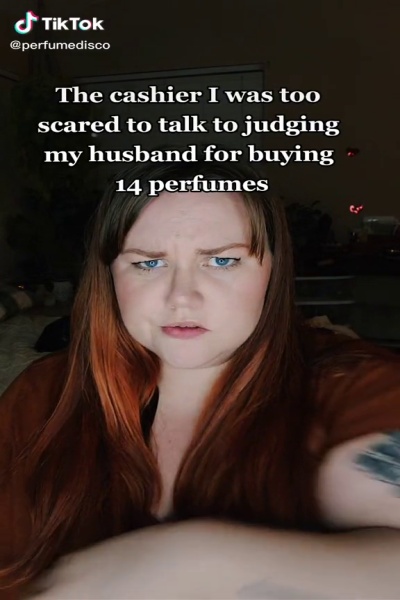 TikTok
@perfumedisco
The cashier I was too
scared to talk to judging
my husband for buying
14 perfumes